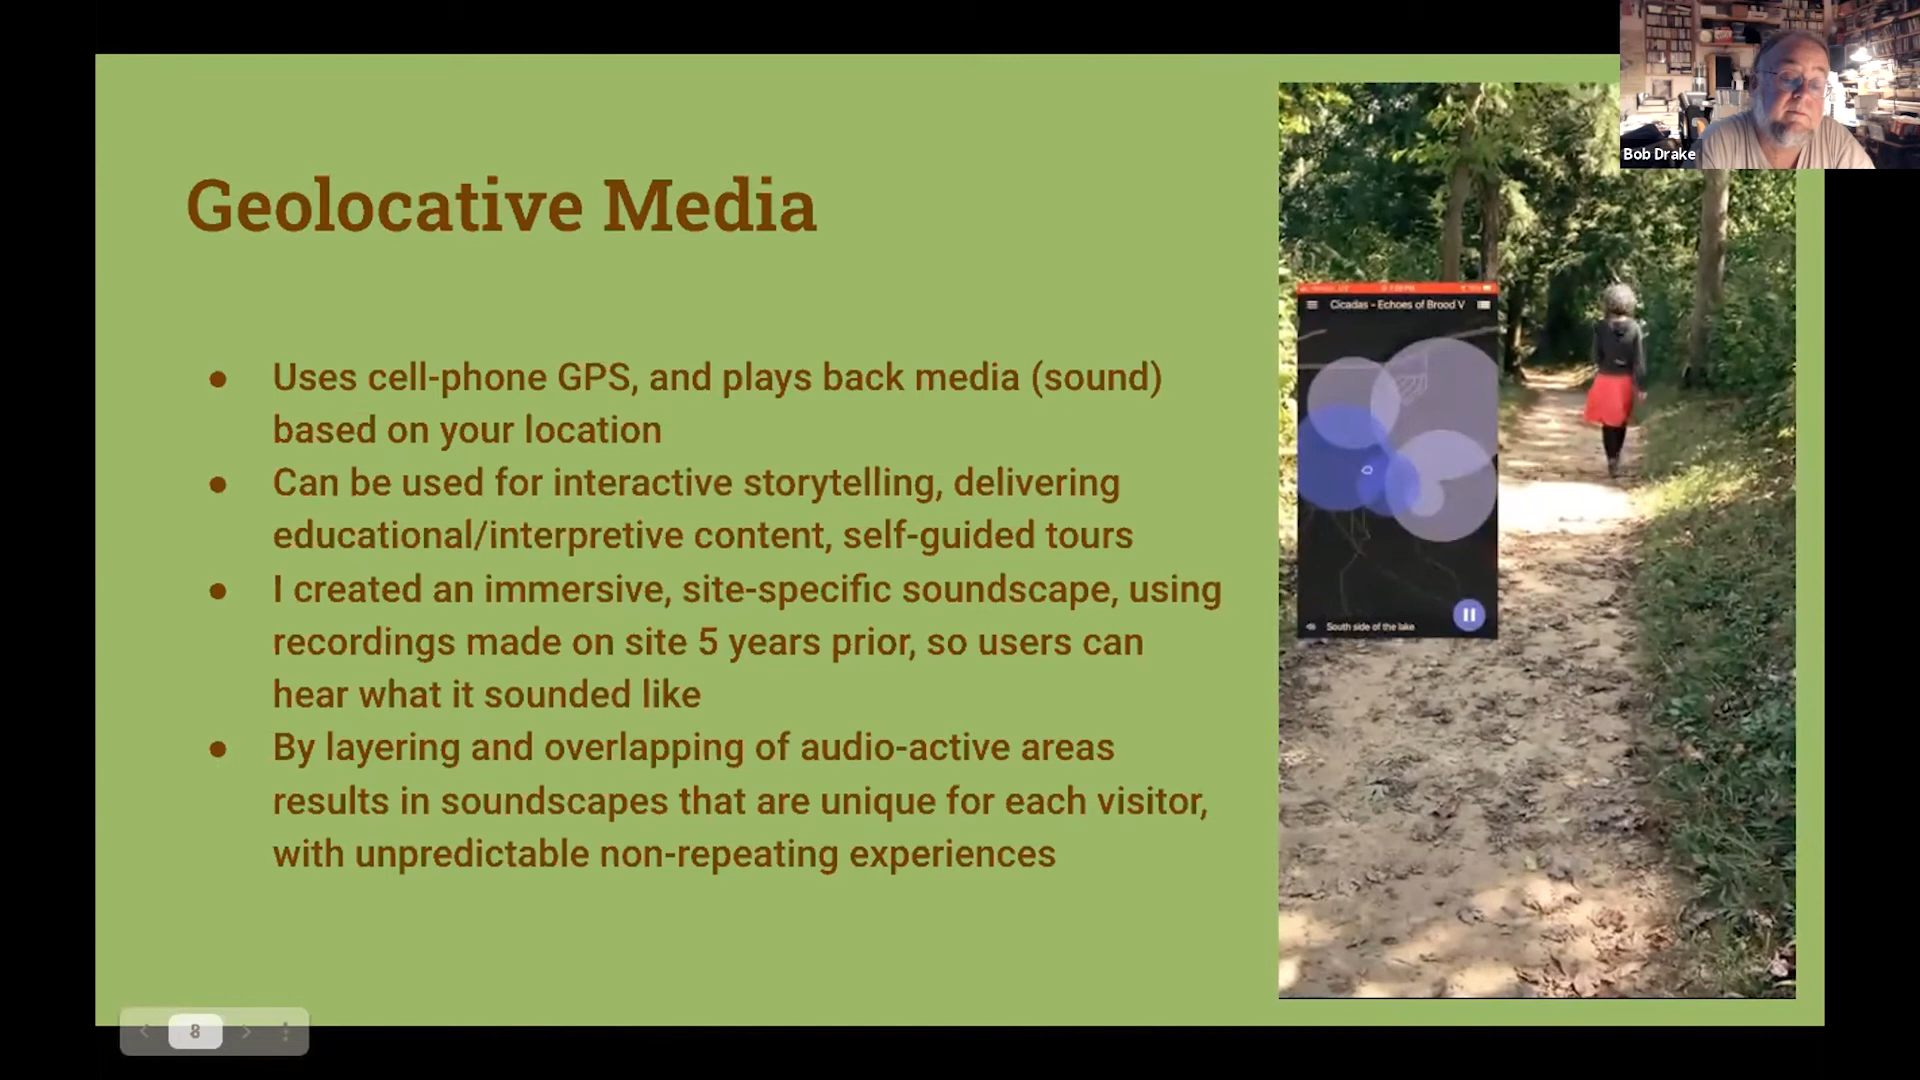 Bob Drake
Geolocative Media
● Uses cell-phone GPS, and plays back media (sound)
based on your location
● Can be used for interactive storytelling, delivering
educational/interpretive content, self-guided tours
● I created an immersive, site-specific soundscape, using
recordings made on site 5 years prior, so users can
hear what it sounded like
● By layering and overlapping of audio-active areas
results in soundscapes that are unique for each visitor,
with unpredictable non-repeating experiences
Cicadas - Echoes of Brood V
South side of the lake
8